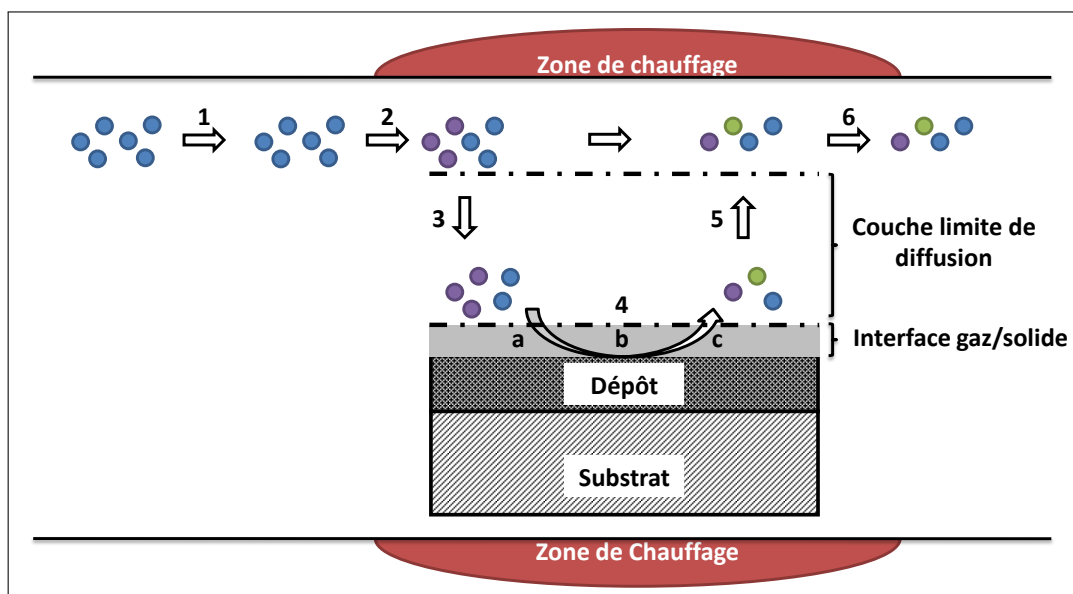 Zone de chauffage
1
2
6
3
5
Couche limite de
diffusion
4
a
b
c
Interface gaz/solide
Dépôt
Substrat
Zone de Chauffage